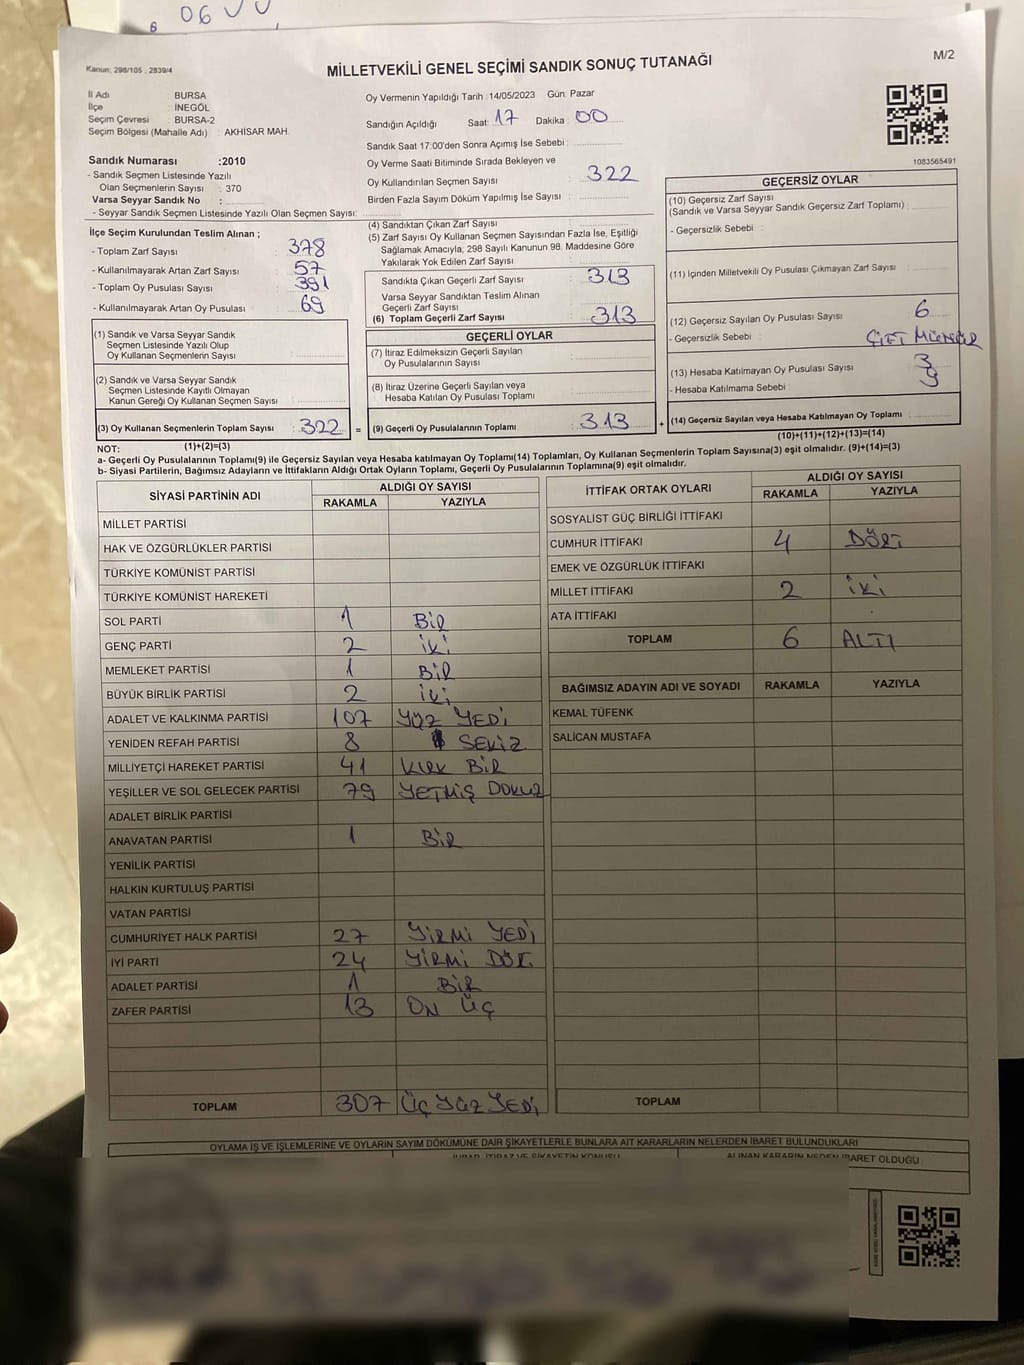 06
Kanun: 298/105 , 2839/4
MİLLETVEKİLİ GENEL SEÇİMİ SANDIK SONUÇ TUTANAĞI
M/2
İl Adı : BURSA
İlçe : İNEGÖL
Seçim Çevresi : BURSA-2
Seçim Bölgesi (Mahalle Adı) : AKHİSAR MAH.
Oy Vermenin Yapıldığı Tarih :14/05/2023 Gün: Pazar
Sandığın Açıldığı Saat: 17 Dakika: 00
Sandık Saat 17:00'den Sonra Açımış İse Sebebi :
Oy Verme Saati Bitiminde Sırada Bekleyen ve
Oy Kullandırılan Seçmen Sayısı : 322
Birden Fazla Sayım Döküm Yapılmış İse Sayısı :
1083565491
Sandık Numarası :2010
- Sandık Seçmen Listesinde Yazılı
Olan Seçmenlerin Sayısı : 370
Varsa Seyyar Sandık No :
- Seyyar Sandık Seçmen Listesinde Yazılı Olan Seçmen Sayısı:
İlçe Seçim Kurulundan Teslim Alınan ;
- Toplam Zarf Sayısı : 378
- Kullanılmayarak Artan Zarf Sayısı : 57
- Toplam Oy Pusulası Sayısı : 391
- Kullanılmayarak Artan Oy Pusulası : 69
(4) Sandıktan Çıkan Zarf Sayısı :
(5) Zarf Sayısı Oy Kullanan Seçmen Sayısından Fazla İse, Eşitliği
Sağlamak Amacıyla; 298 Sayılı Kanunun 98. Maddesine Göre
Yakılarak Yok Edilen Zarf Sayısı :
Sandıkta Çıkan Geçerli Zarf Sayısı : 313
Varsa Seyyar Sandıktan Teslim Alınan
Geçerli Zarf Sayısı :
(6) Toplam Geçerli Zarf Sayısı : 313
GEÇERSİZ OYLAR
(10) Geçersiz Zarf Sayısı
(Sandık ve Varsa Seyyar Sandık Geçersiz Zarf Toplamı) :
- Geçersizlik Sebebi :
(11) İçinden Milletvekili Oy Pusulası Çıkmayan Zarf Sayısı :
(12) Geçersiz Sayılan Oy Pusulası Sayısı : 6
- Geçersizlik Sebebi : ÇİFT MÜHÜR
(13) Hesaba Katılmayan Oy Pusulası Sayısı : 3
- Hesaba Katılmama Sebebi : 9
(14) Geçersiz Sayılan veya Hesaba Katılmayan Oy Toplamı :
(10)+(11)+(12)+(13)=(14)
(1) Sandık ve Varsa Seyyar Sandık
Seçmen Listesinde Yazılı Olup
Oy Kullanan Seçmenlerin Sayısı :
(2) Sandık ve Varsa Seyyar Sandık
Seçmen Listesinde Kayıtlı Olmayan
Kanun Gereği Oy Kullanan Seçmen Sayısı :
(3) Oy Kullanan Seçmenlerin Toplam Sayısı : 322 =
GEÇERLİ OYLAR
(7) İtiraz Edilmeksizin Geçerli Sayılan
Oy Pusulalarının Sayısı :
(8) İtiraz Üzerine Geçerli Sayılan veya
Hesaba Katılan Oy Pusulası Toplamı :
(9) Geçerli Oy Pusulalarının Toplamı : 313 +
NOT: (1)+(2)=(3)
a- Geçerli Oy Pusulalarının Toplamı(9) ile Geçersiz Sayılan veya Hesaba katılmayan Oy Toplamı(14) Toplamları, Oy Kullanan Seçmenlerin Toplam Sayısına(3) eşit olmalıdır. (9)+(14)=(3)
b- Siyasi Partilerin, Bağımsız Adayların ve İttifakların Aldığı Ortak Oyların Toplamı, Geçerli Oy Pusulalarının Toplamına(9) eşit olmalıdır.
SİYASİ PARTİNİN ADI ALDIĞI OY SAYISI
RAKAMLA YAZIYLA
MİLLET PARTİSİ
HAK VE ÖZGÜRLÜKLER PARTİSİ
TÜRKİYE KOMÜNİST PARTİSİ
TÜRKİYE KOMÜNİST HAREKETİ
SOL PARTİ 1 BİR
GENÇ PARTİ 2 İKİ
MEMLEKET PARTİSİ 1 BİR
BÜYÜK BİRLİK PARTİSİ 2 İKİ
ADALET VE KALKINMA PARTİSİ 107 YÜZ YEDİ
YENİDEN REFAH PARTİSİ 8 SEKİZ
MİLLİYETÇİ HAREKET PARTİSİ 41 KIRK BİR
YEŞİLLER VE SOL GELECEK PARTİSİ 79 YETMİŞ DOKUZ
ADALET BİRLİK PARTİSİ
ANAVATAN PARTİSİ 1 BİR
YENİLİK PARTİSİ
HALKIN KURTULUŞ PARTİSİ
VATAN PARTİSİ
CUMHURİYET HALK PARTİSİ 27 YİRMİ YEDİ
İYİ PARTİ 24 YİRMİ DÖRT
ADALET PARTİSİ 1 BİR
ZAFER PARTİSİ 13 ON ÜÇ
TOPLAM 307 ÜÇ YÜZ YEDİ
İTTİFAK ORTAK OYLARI ALDIĞI OY SAYISI
RAKAMLA YAZIYLA
SOSYALİST GÜÇ BİRLİĞİ İTTİFAKI
CUMHUR İTTİFAKI 4 DÖRT
EMEK VE ÖZGÜRLÜK İTTİFAKI
MİLLET İTTİFAKI 2 İKİ
ATA İTTİFAKI
TOPLAM 6 ALTI
BAĞIMSIZ ADAYIN ADI VE SOYADI RAKAMLA YAZIYLA
KEMAL TÜFENK
SALİCAN MUSTAFA
TOPLAM
OYLAMA İŞ VE İŞLEMLERİNE VE OYLARIN SAYIM DÖKÜMÜNE DAİR ŞİKAYETLERLE BUNLARA AİT KARARLARIN NELERDEN İBARET BULUNDUKLARI
ALINAN KARARIN NEDEN İBARET OLDUĞU